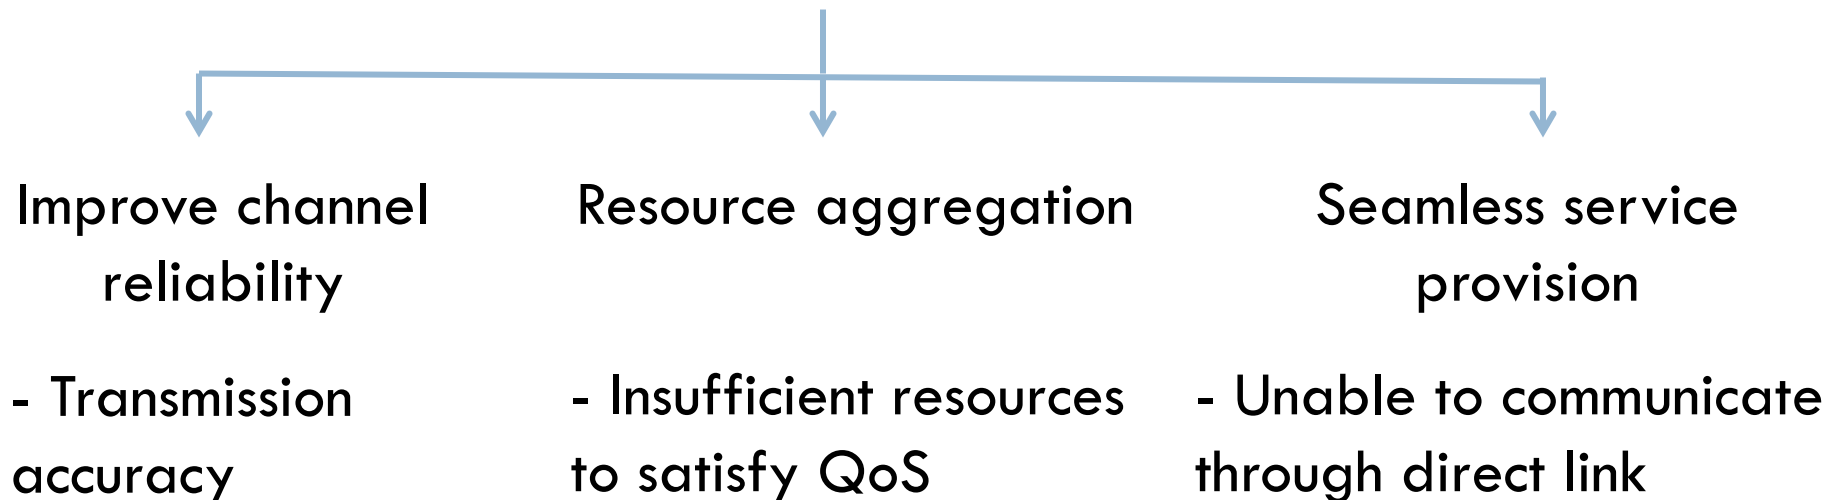 Improve channel
reliability
Resource aggregation
Seamless service
provision
- Transmission
accuracy
- Insufficient resources
to satisfy QoS
- Unable to communicate
through direct link